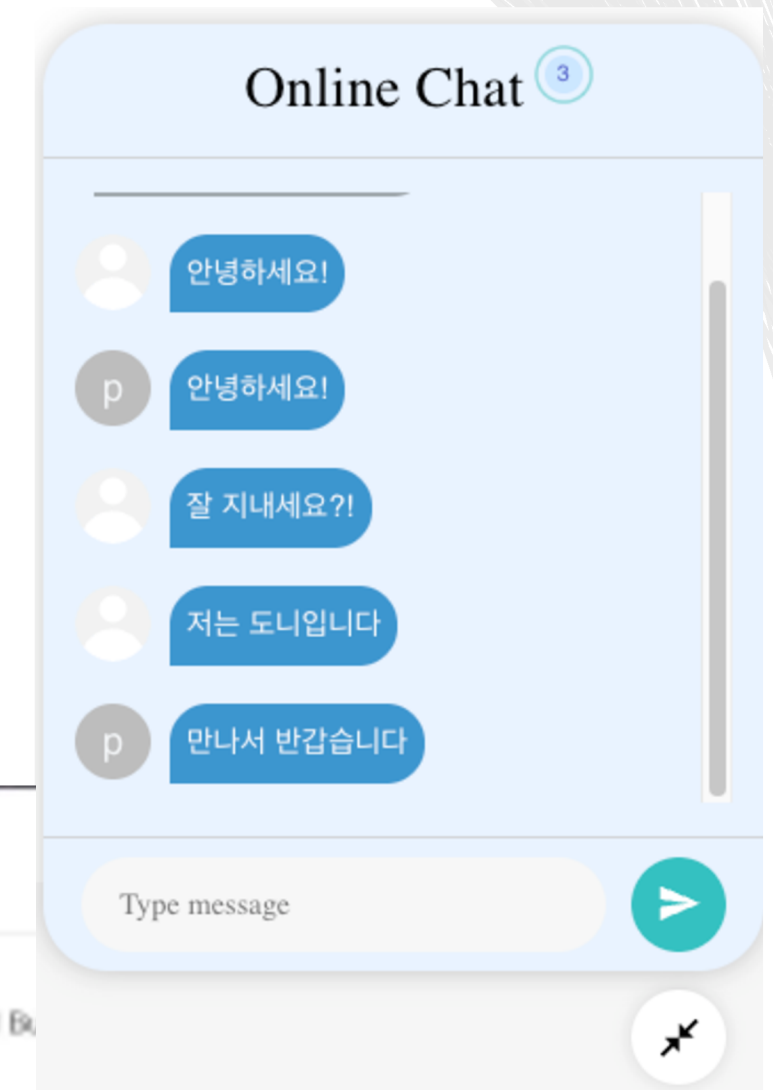 Online Chat 3
안녕하세요!
p
안녕하세요!
잘 지내세요?!
저는 도니입니다
p
만나서 반갑습니다
Type message